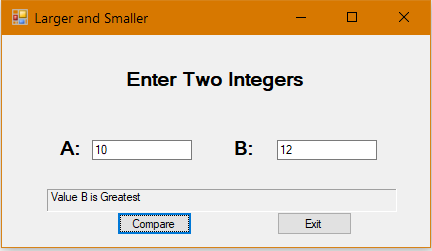 Larger and Smaller
Enter Two Integers
A: 10 B: 12
Value B is Greatest
Compare Exit